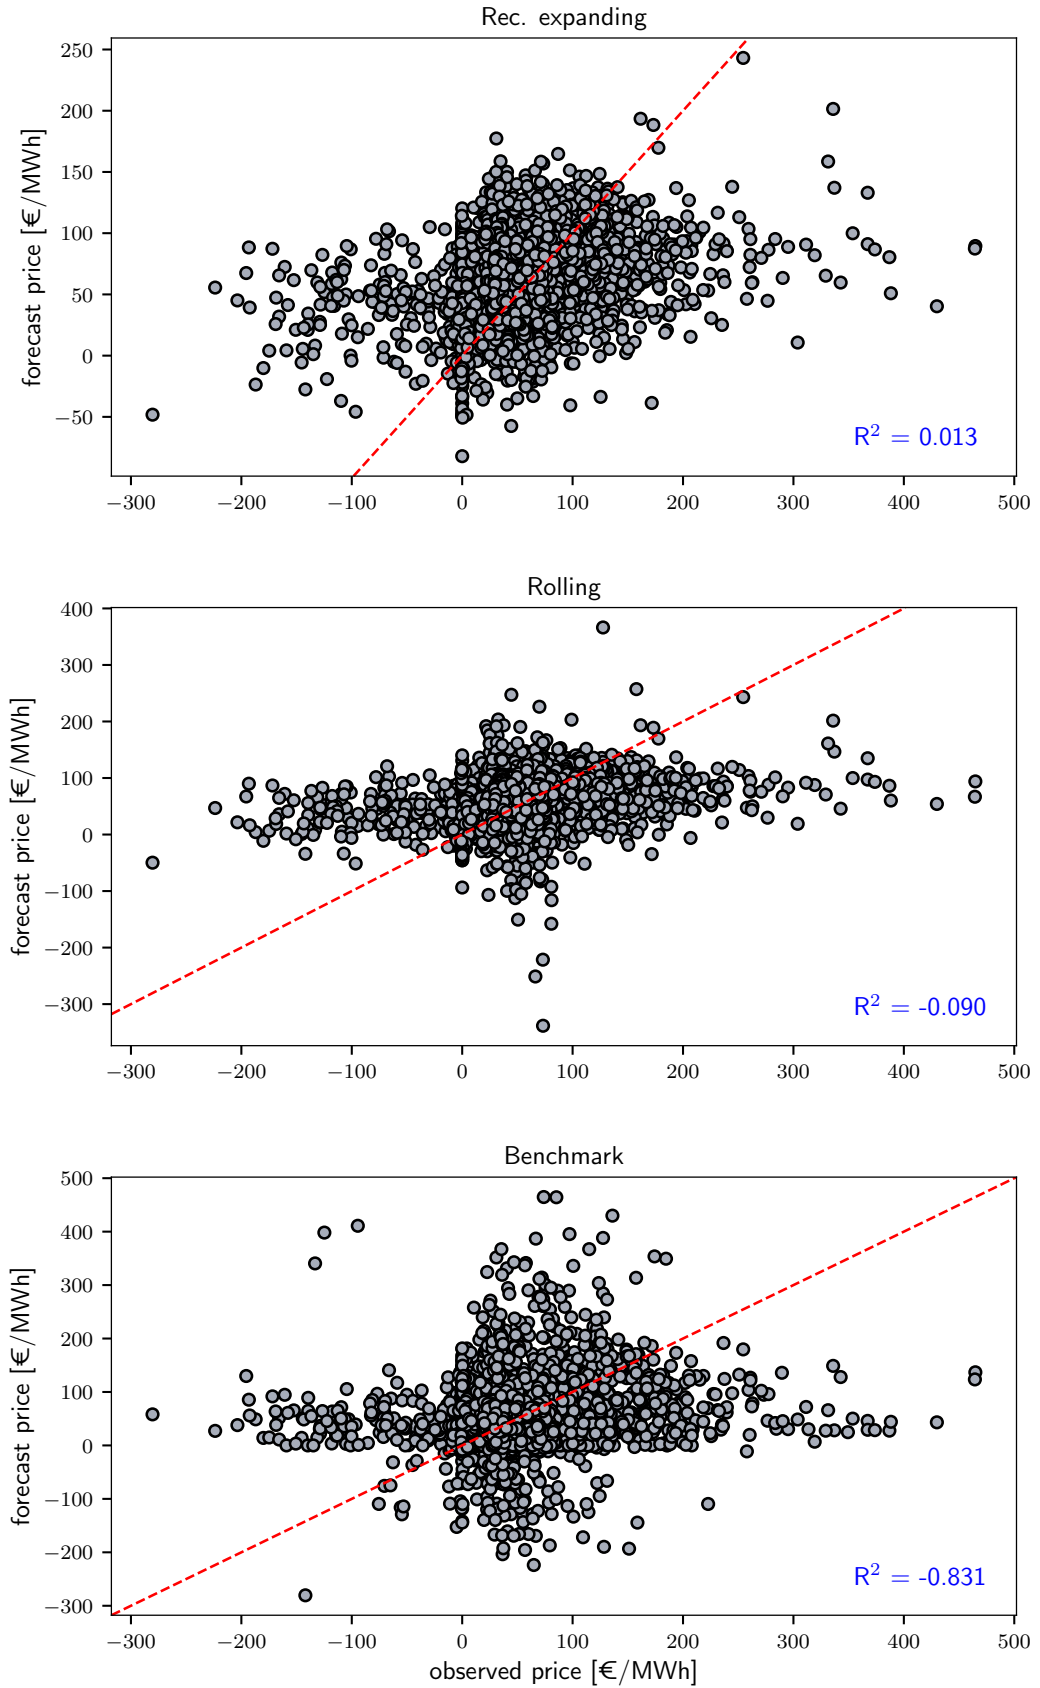 Rec. expanding
250
200
150
100
50
0
−50
forecast price [€/MWh]
R² = 0.013
−300 −200 −100 0 100 200 300 400 500
Rolling
400
300
200
100
0
−100
−200
−300
forecast price [€/MWh]
R² = -0.090
−300 −200 −100 0 100 200 300 400 500
Benchmark
500
400
300
200
100
0
−100
−200
−300
forecast price [€/MWh]
R² = -0.831
−300 −200 −100 0 100 200 300 400 500
observed price [€/MWh]